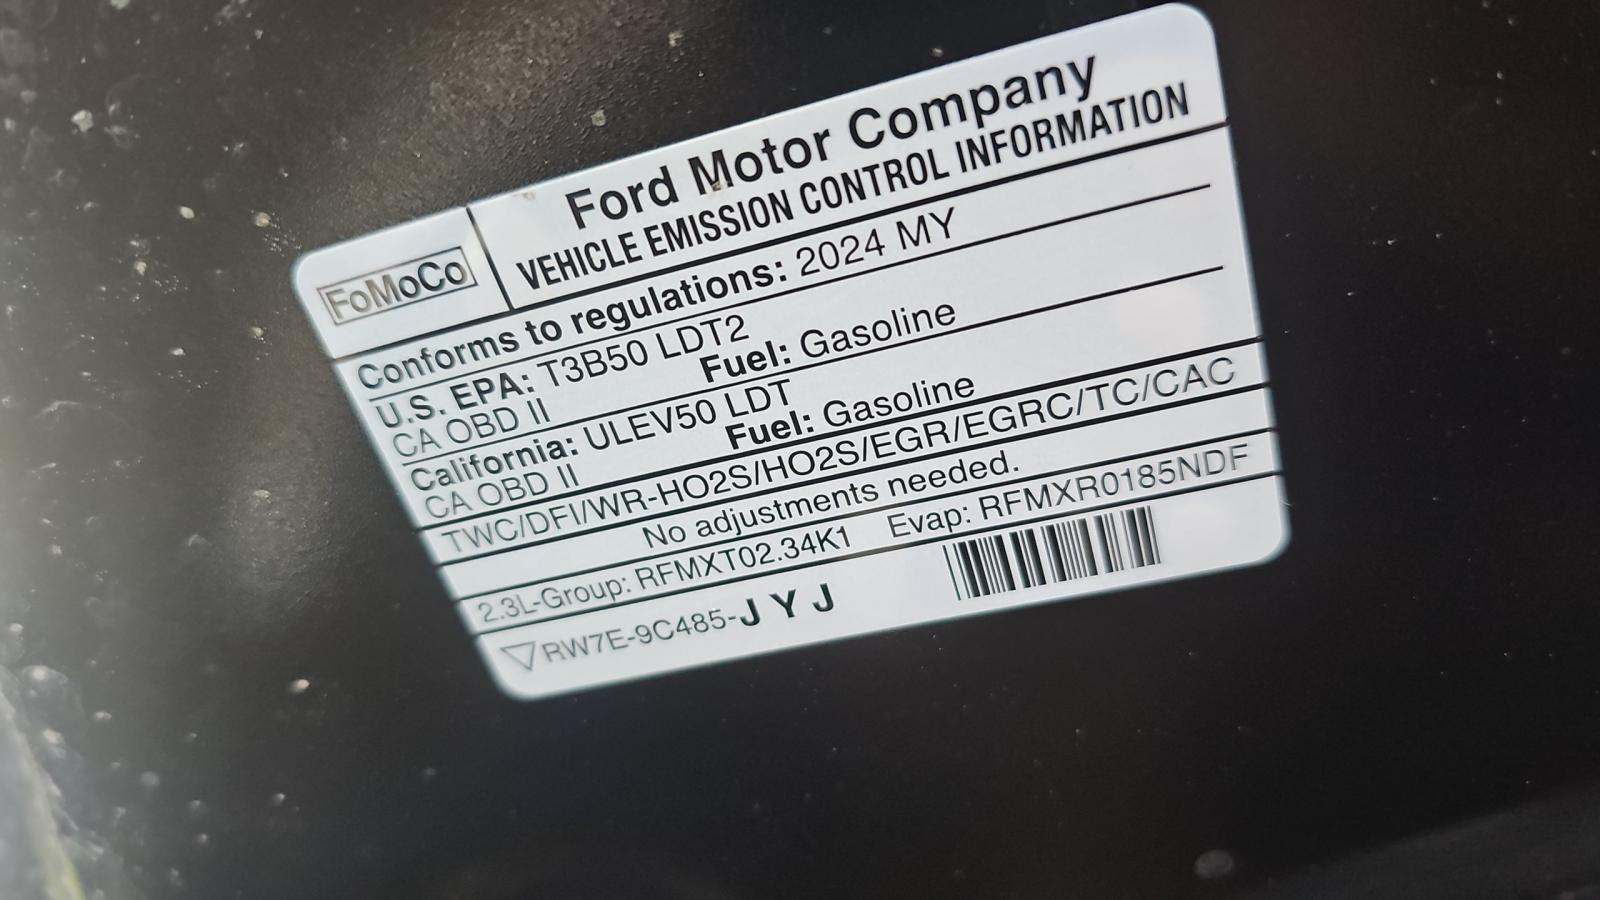 Ford Motor Company
FoMoCo VEHICLE EMISSION CONTROL INFORMATION
Conforms to regulations: 2024 MY
U.S. EPA: T3B50 LDT2
CA OBD II Fuel: Gasoline
California: ULEV50 LDT
CA OBD II Fuel: Gasoline
TWC/DFI/WR-HO2S/HO2S/EGR/EGRC/TC/CAC
No adjustments needed.
2.3L-Group: RFMXT02.34K1 Evap: RFMXR0185NDF
RW7E-9C485-JYJ